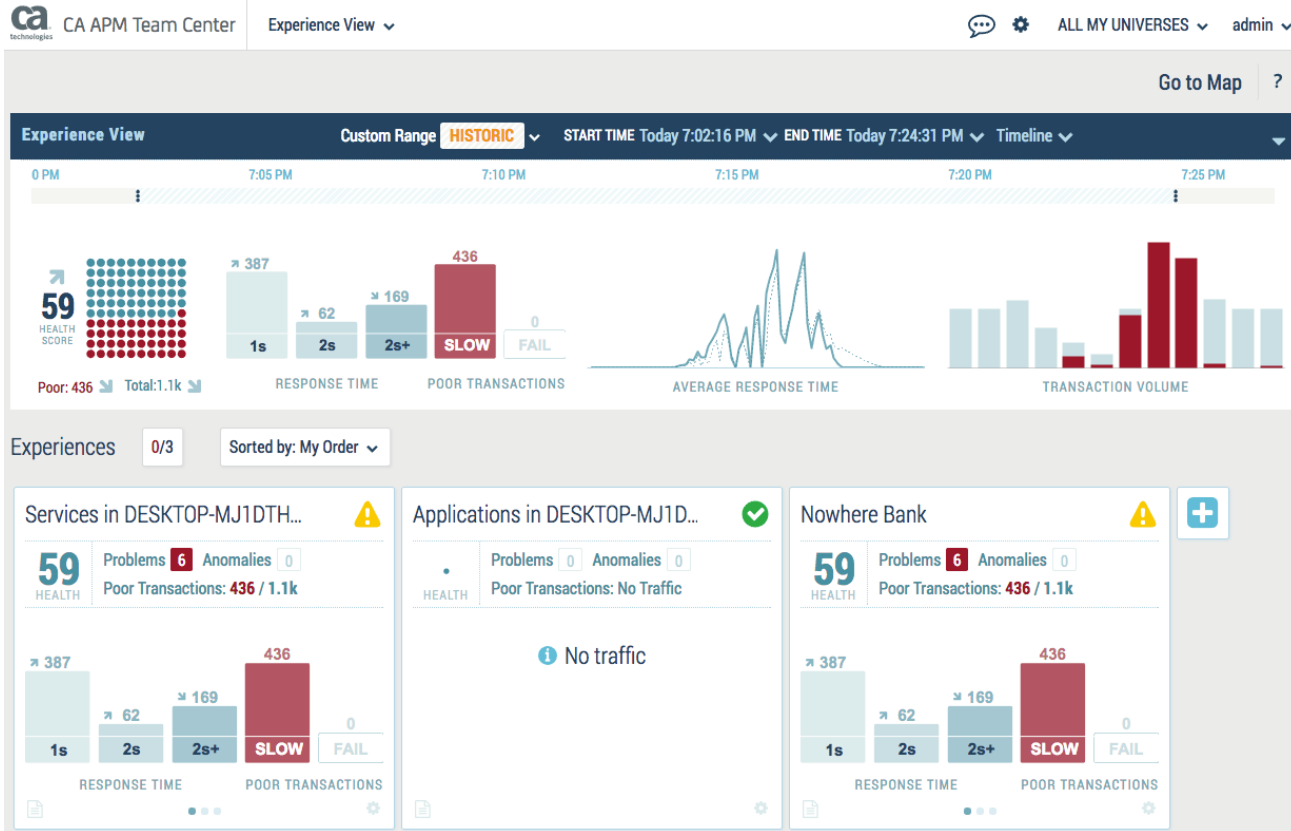 ca technologies CA APM Team Center Experience View ALL MY UNIVERSES admin
Go to Map ?
Experience View Custom Range HISTORIC START TIME Today 7:02:16 PM END TIME Today 7:24:31 PM Timeline
0 PM 7:05 PM 7:10 PM 7:15 PM 7:20 PM 7:25 PM
59
HEALTH
SCORE
Poor: 436 Total:1.1k
387 62 169 436 0
1s 2s 2s+ SLOW FAIL
RESPONSE TIME POOR TRANSACTIONS
AVERAGE RESPONSE TIME
TRANSACTION VOLUME
Experiences 0/3 Sorted by: My Order
Services in DESKTOP-MJ1DTH...
59
HEALTH
Problems 6 Anomalies 0
Poor Transactions: 436 / 1.1k
387 62 169 436 0
1s 2s 2s+ SLOW FAIL
RESPONSE TIME POOR TRANSACTIONS
Applications in DESKTOP-MJ1D...
HEALTH
Problems 0 Anomalies 0
Poor Transactions: No Traffic
No traffic
Nowhere Bank
59
HEALTH
Problems 6 Anomalies 0
Poor Transactions: 436 / 1.1k
387 62 169 436 0
1s 2s 2s+ SLOW FAIL
RESPONSE TIME POOR TRANSACTIONS